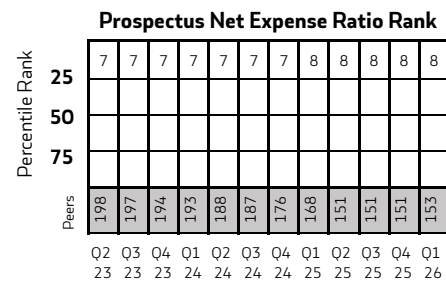 Prospectus Net Expense Ratio Rank
Percentile Rank
7 7 7 7 7 7 7 8 8 8 8 8
25
50
75
Peers
198 197 194 193 188 187 176 168 151 151 151 153
Q2 Q3 Q4 Q1 Q2 Q3 Q4 Q1 Q2 Q3 Q4 Q1
23 23 23 24 24 24 24 25 25 25 25 26